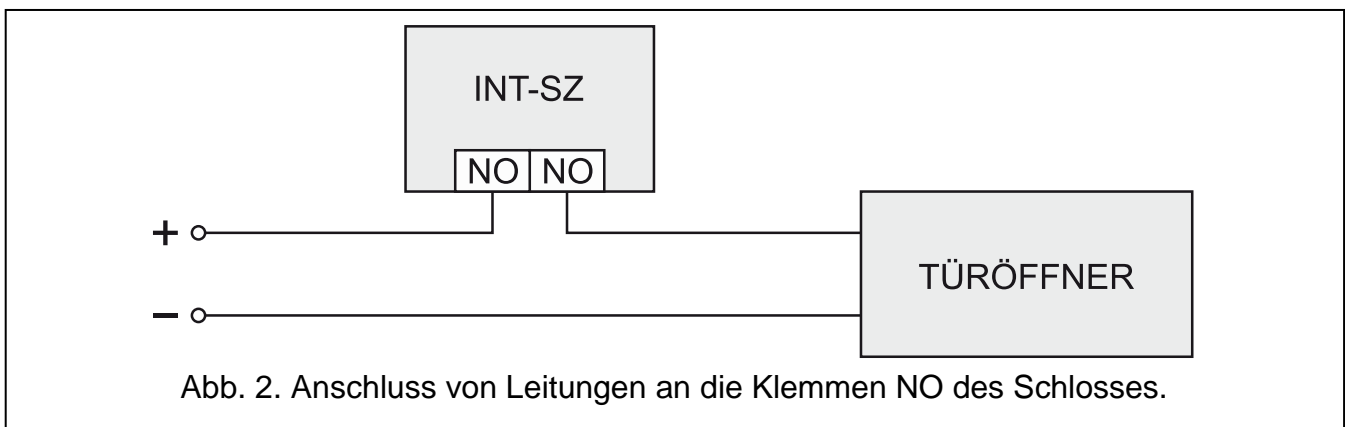 INT-SZ
NO NO
+
TÜRÖFFNER
−
Abb. 2. Anschluss von Leitungen an die Klemmen NO des Schlosses.